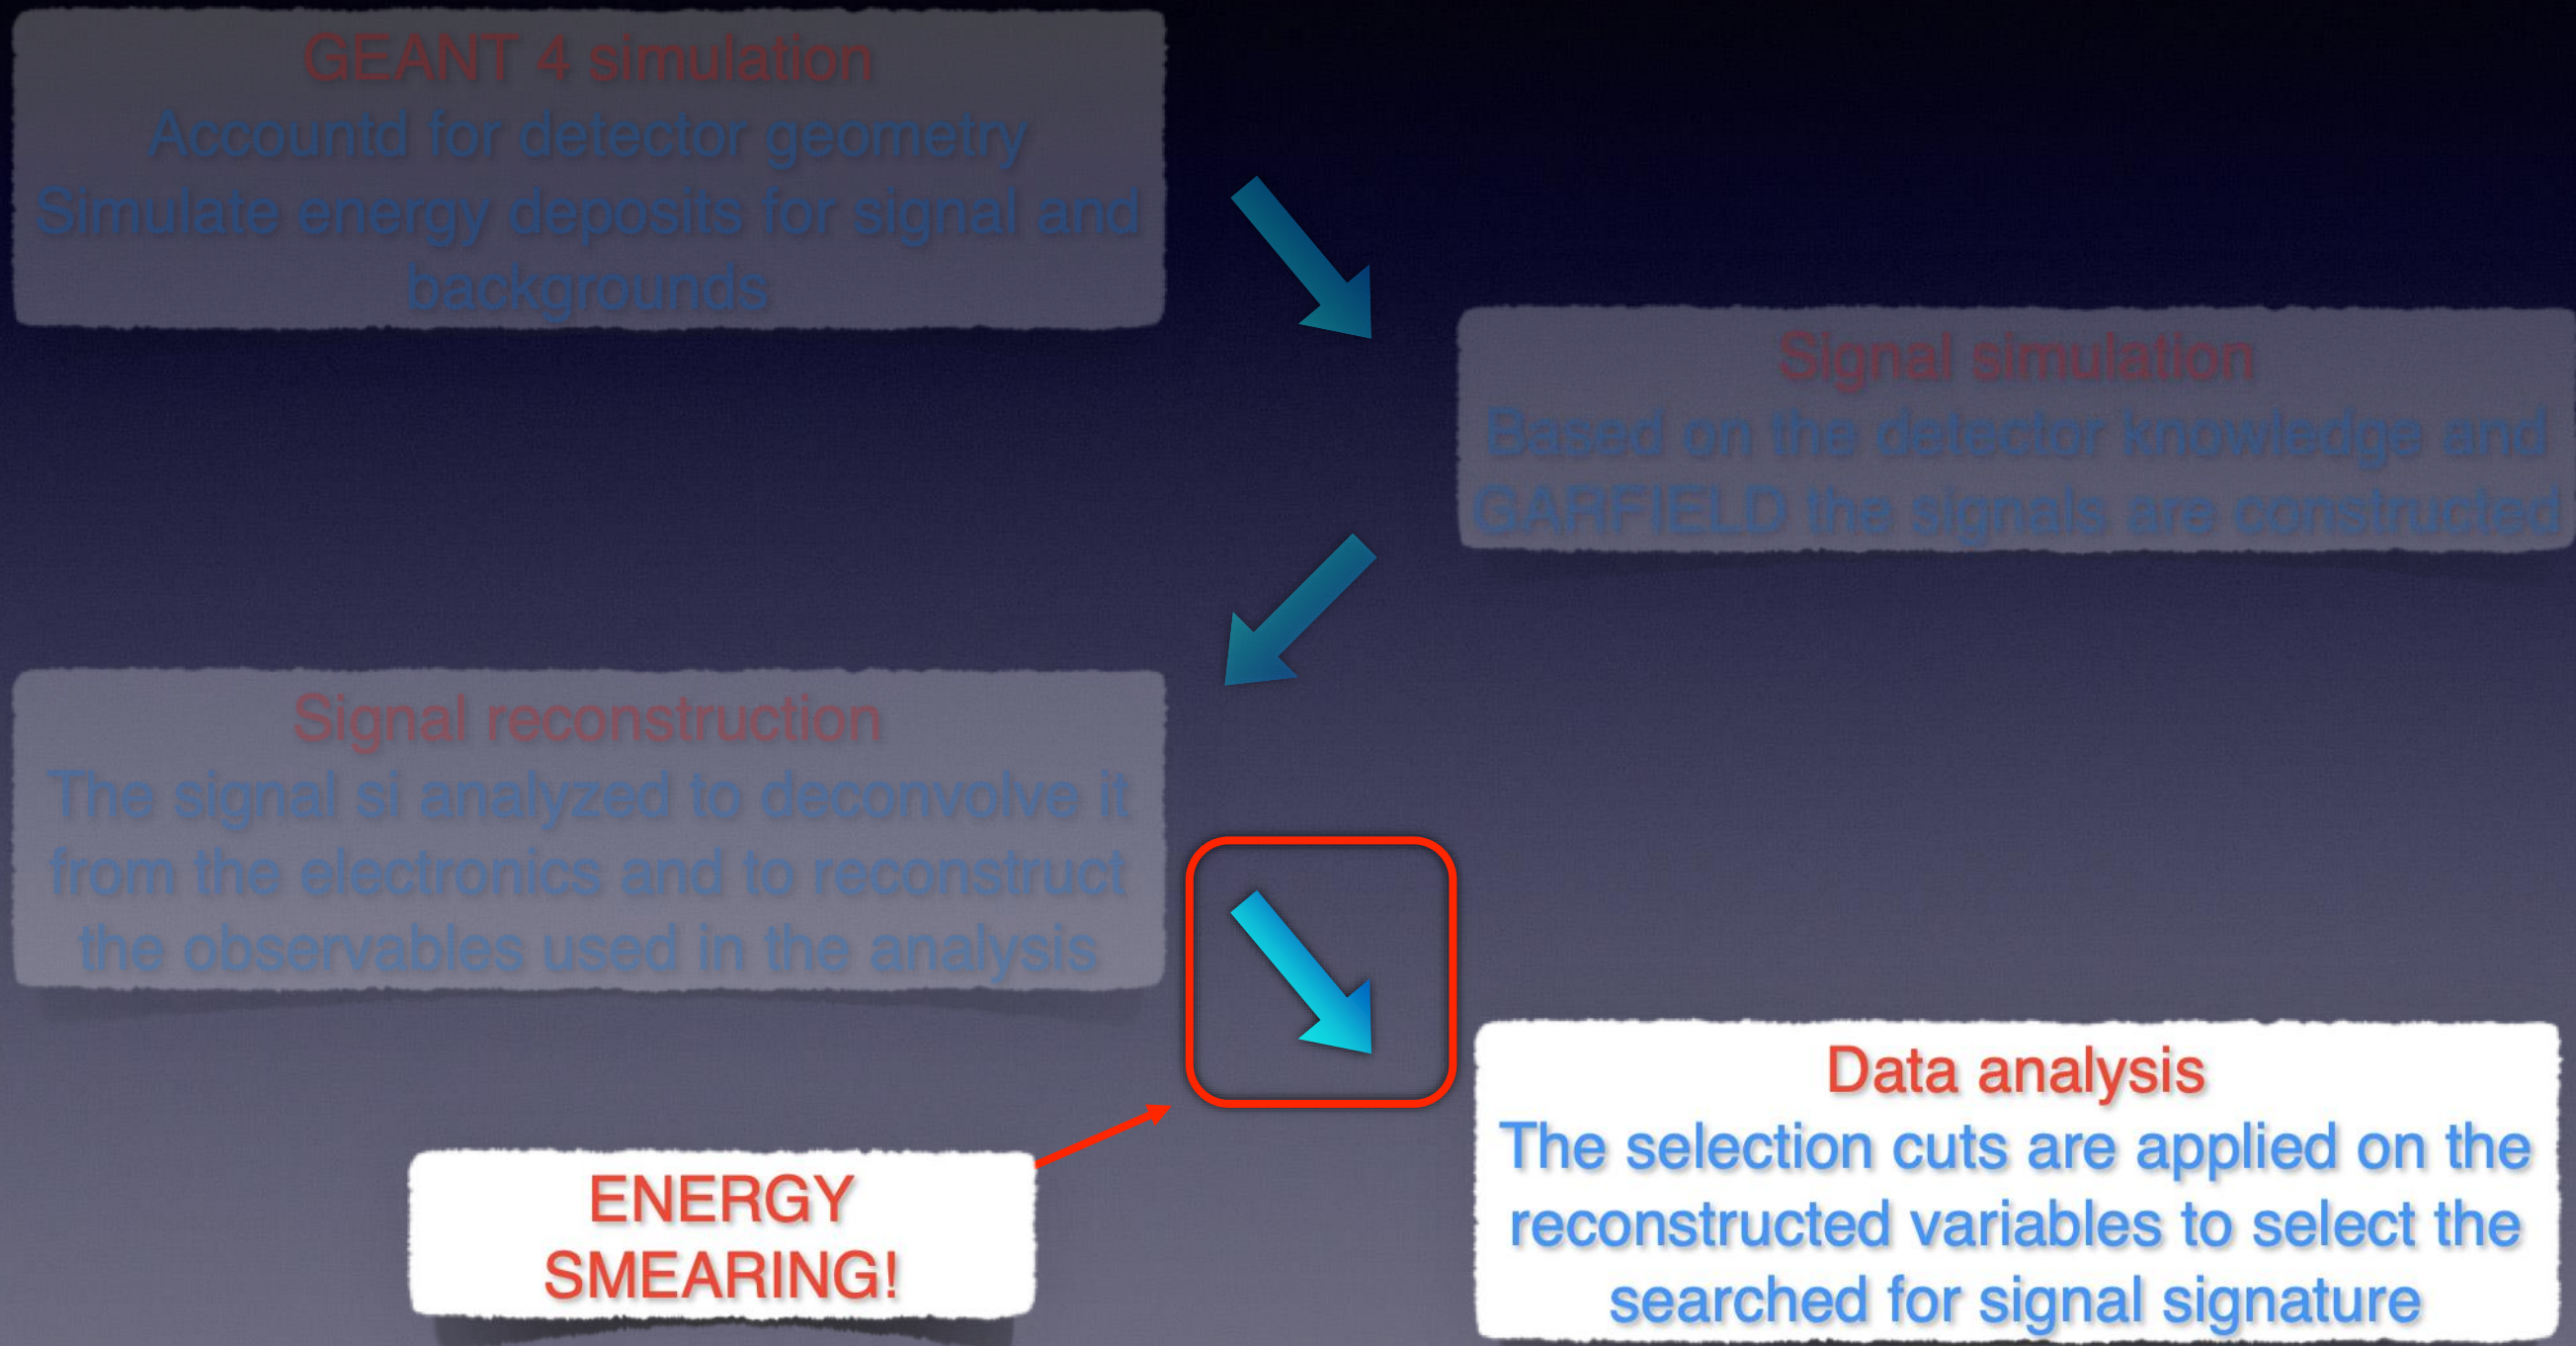 GEANT 4 simulation
Accountd for detector geometry
Simulate energy deposits for signal and
backgrounds
Signal simulation
Based on the detector knowledge and
GARFIELD the signals are constructed
Signal reconstruction
The signal si analyzed to deconvolve it
from the electronics and to reconstruct
the observables used in the analysis
ENERGY
SMEARING!
Data analysis
The selection cuts are applied on the
reconstructed variables to select the
searched for signal signature